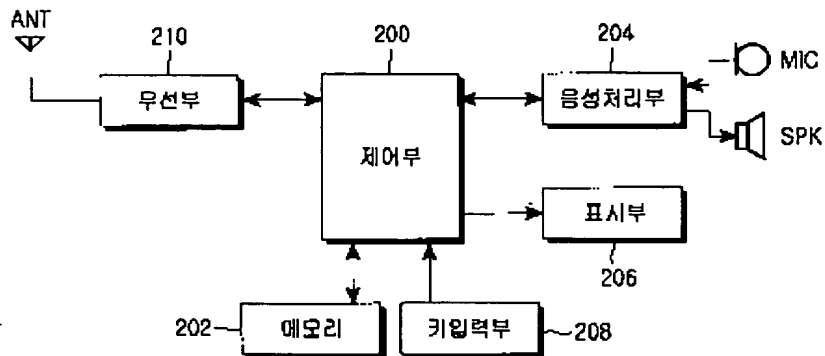 ANT
210
200
204
MIC
무선부
제어부
음성처리부
SPK
표시부
206
202
메모리
키입력부
208